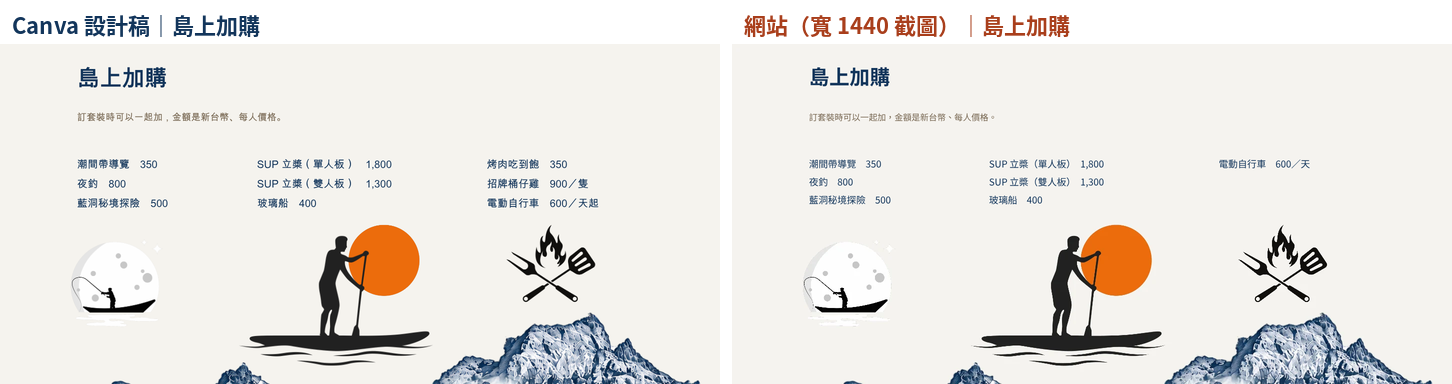 Canva 設計稿｜島上加購
島上加購
訂套裝時可以一起加，金額是新台幣、每人價格。
潮間帶導覽 350
夜釣 800
藍洞秘境探險 500
SUP 立槳（單人板） 1,800
SUP 立槳（雙人板） 1,300
玻璃船 400
烤肉吃到飽 350
招牌桶仔雞 900／隻
電動自行車 600／天起
網站（寬 1440 截圖）｜島上加購
島上加購
訂套裝時可以一起加，金額是新台幣、每人價格。
潮間帶導覽 350
夜釣 800
藍洞秘境探險 500
SUP 立槳（單人板） 1,800
SUP 立槳（雙人板） 1,300
玻璃船 400
電動自行車 600／天